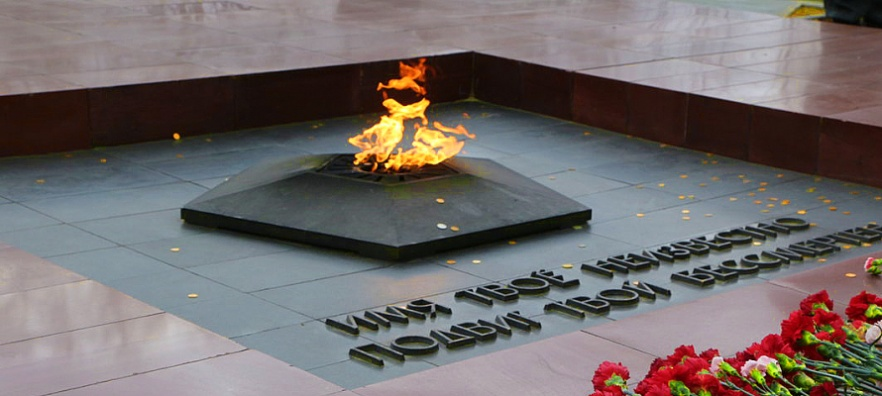 ИМЯ ТВОЁ НЕИЗВЕСТНО
ПОДВИГ ТВОЙ БЕССМЕРТЕН